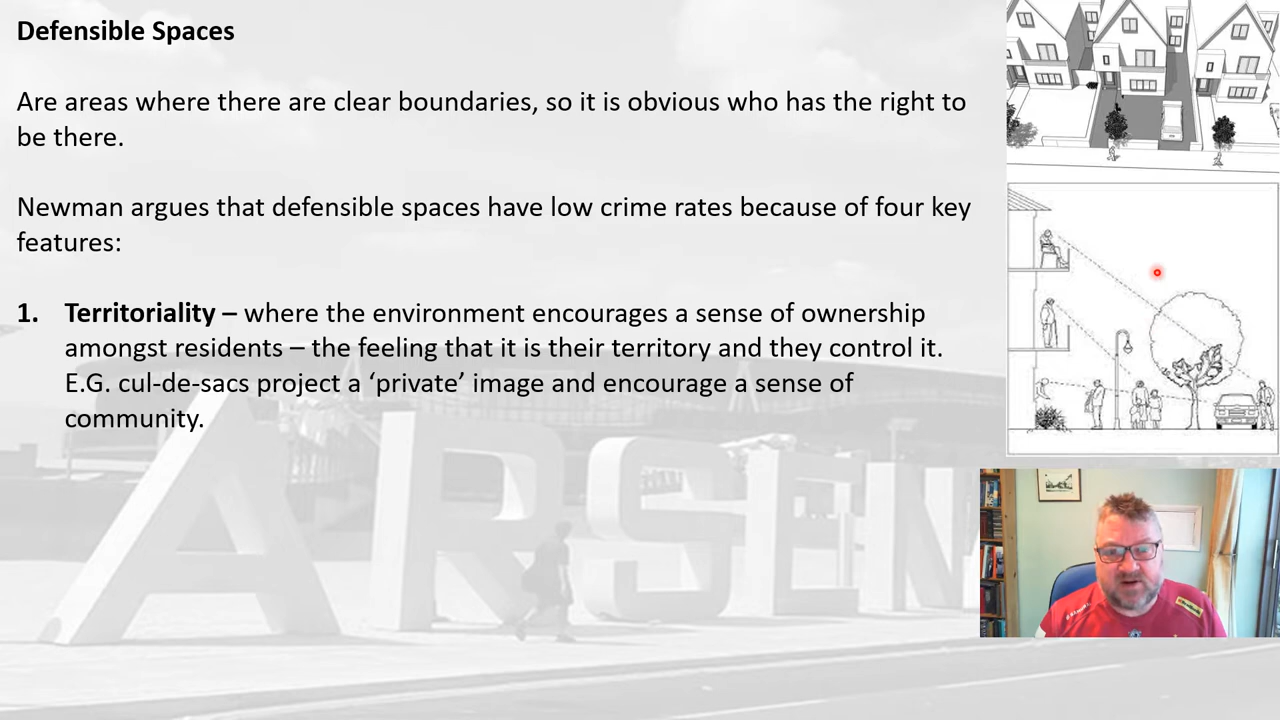 Defensible Spaces
Are areas where there are clear boundaries, so it is obvious who has the right to
be there.
Newman argues that defensible spaces have low crime rates because of four key
features:
1. Territoriality – where the environment encourages a sense of ownership
amongst residents – the feeling that it is their territory and they control it.
E.G. cul-de-sacs project a ‘private’ image and encourage a sense of
community.
ARSEN